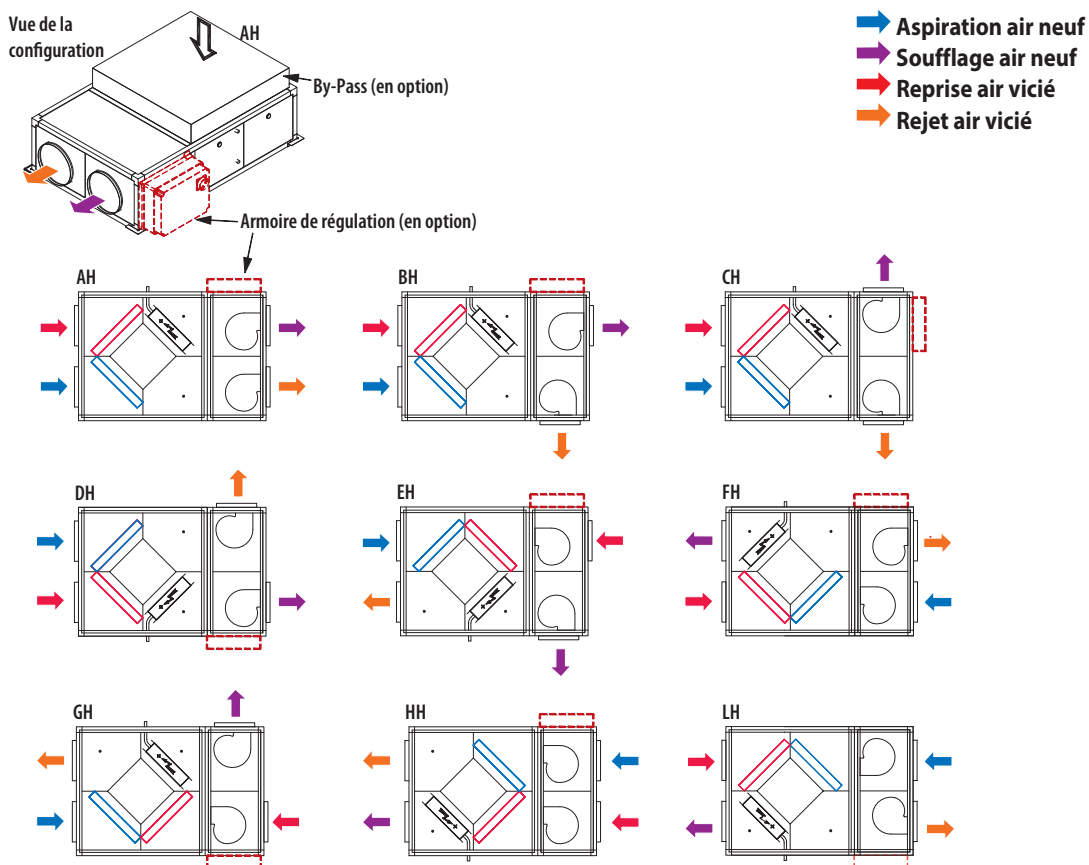 Vue de la
configuration
AH
By-Pass (en option)
Armoire de régulation (en option)
Aspiration air neuf
Soufflage air neuf
Reprise air vicié
Rejet air vicié
AH
BH
CH
DH
EH
FH
GH
HH
LH